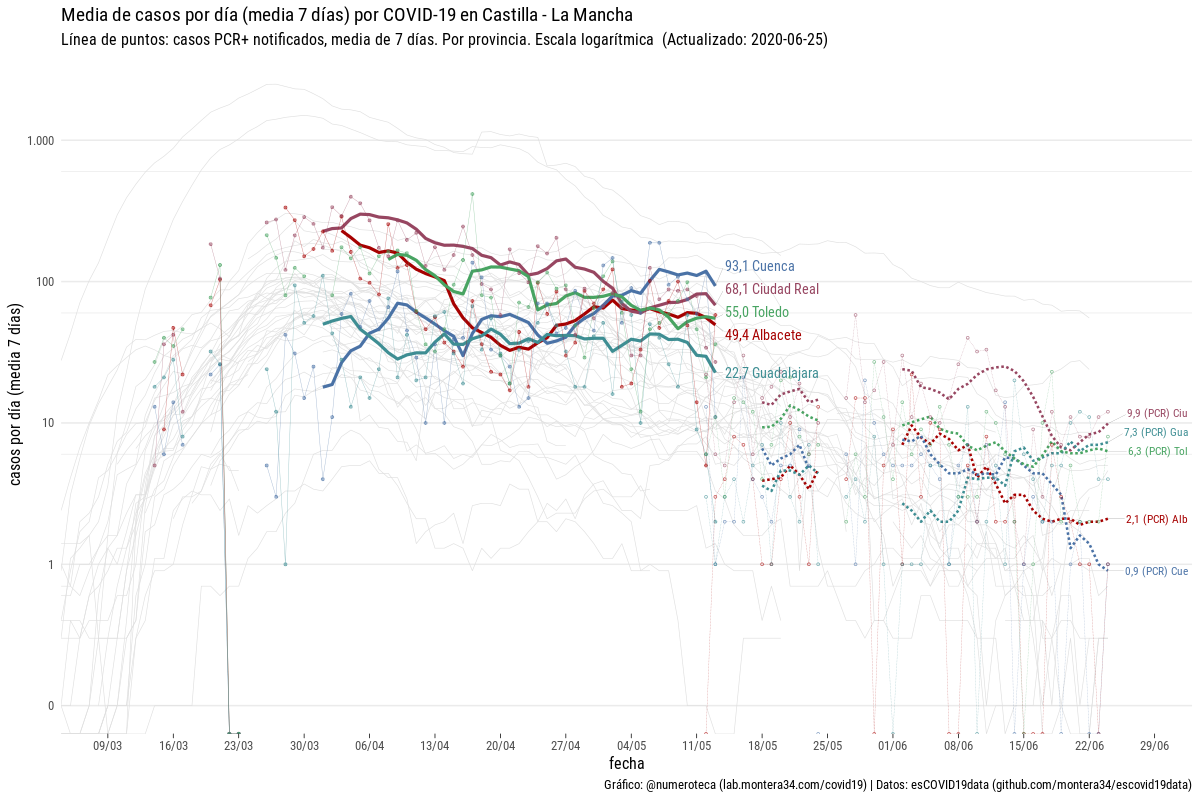 Media de casos por día (media 7 días) por COVID-19 en Castilla - La Mancha
Línea de puntos: casos PCR+ notificados, media de 7 días. Por provincia. Escala logarítmica  (Actualizado: 2020-06-25)
casos por día (media 7 días)
1.000
100
10
1
0
93,1 Cuenca
68,1 Ciudad Real
55,0 Toledo
49,4 Albacete
22,7 Guadalajara
9,9 (PCR) Ciu
7,3 (PCR) Gua
6,3 (PCR) Tol
2,1 (PCR) Alb
0,9 (PCR) Cue
09/03 16/03 23/03 30/03 06/04 13/04 20/04 27/04 04/05 11/05 18/05 25/05 01/06 08/06 15/06 22/06 29/06
fecha
Gráfico: @numeroteca (lab.montera34.com/covid19) | Datos: esCOVID19data (github.com/montera34/escovid19data)